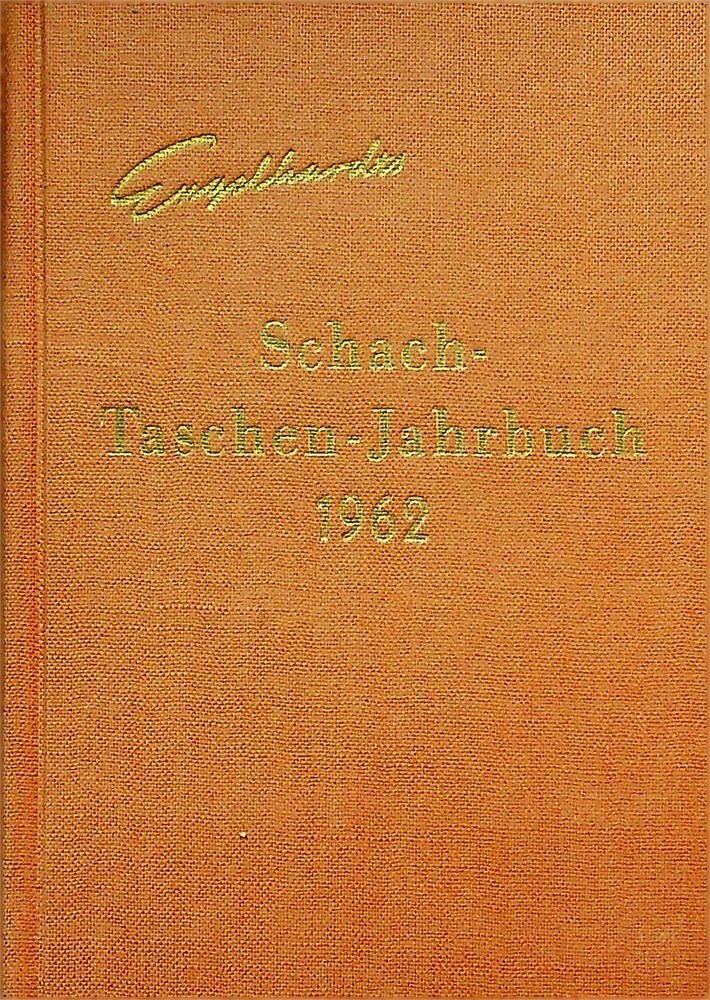 Engelhardts
Schach-
Taschen-Jahrbuch
1962